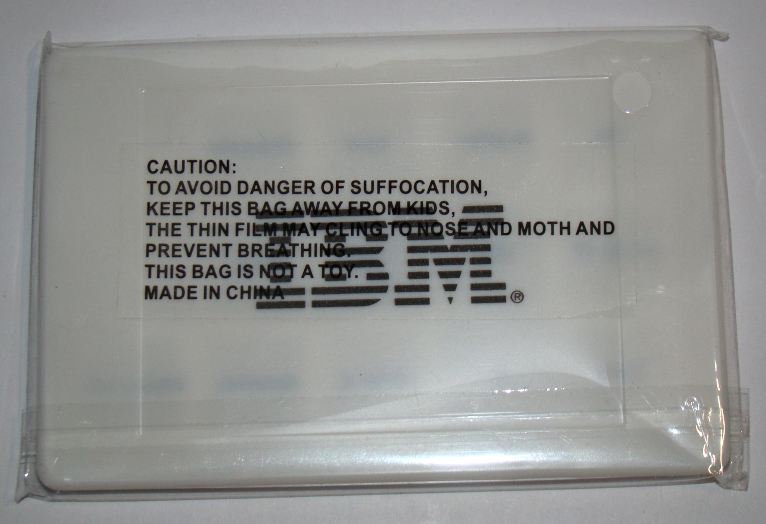 CAUTION:
TO AVOID DANGER OF SUFFOCATION,
KEEP THIS BAG AWAY FROM KIDS,
THE THIN FILM MAY CLING TO NOSE AND MOTH AND
PREVENT BREATHING.
THIS BAG IS NOT A TOY.
MADE IN CHINA
IBM®